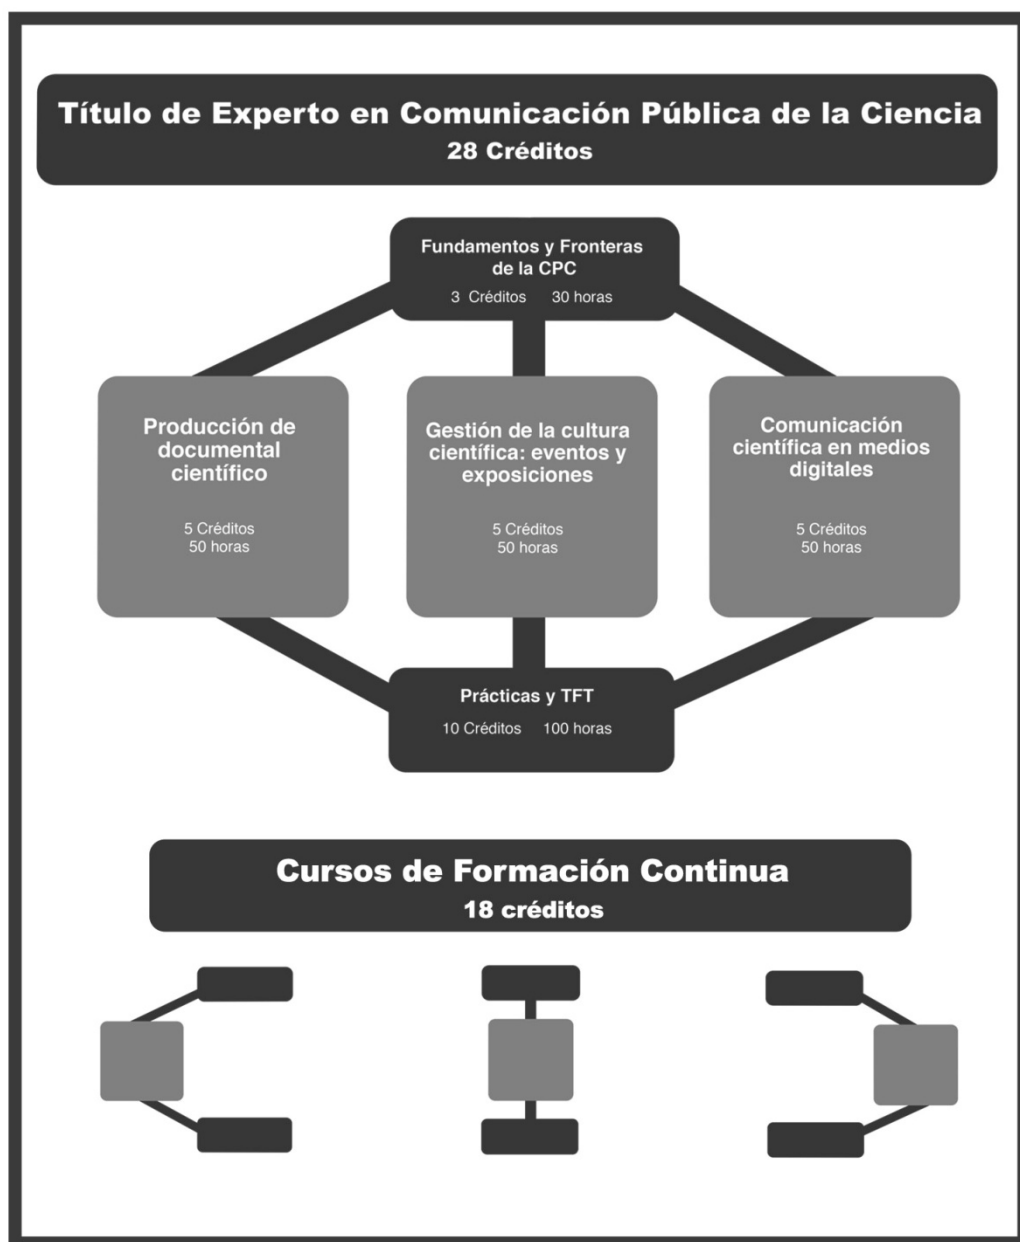 Título de Experto en Comunicación Pública de la Ciencia
28 Créditos
Fundamentos y Fronteras
de la CPC
3 Créditos 30 horas
Producción de
documental
científico
5 Créditos
50 horas
Gestión de la cultura
científica: eventos y
exposiciones
5 Créditos
50 horas
Comunicación
científica en medios
digitales
5 Créditos
50 horas
Prácticas y TFT
10 Créditos 100 horas
Cursos de Formación Continua
18 créditos